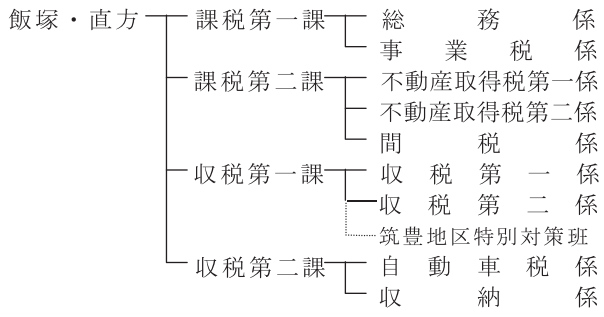 飯塚・直方 課税第一課 総務係
事業税係
課税第二課 不動産取得税第一係
不動産取得税第二係
間税係
収税第一課 収税第一係
収税第二係
筑豊地区特別対策班
収税第二課 自動車税係
収納係